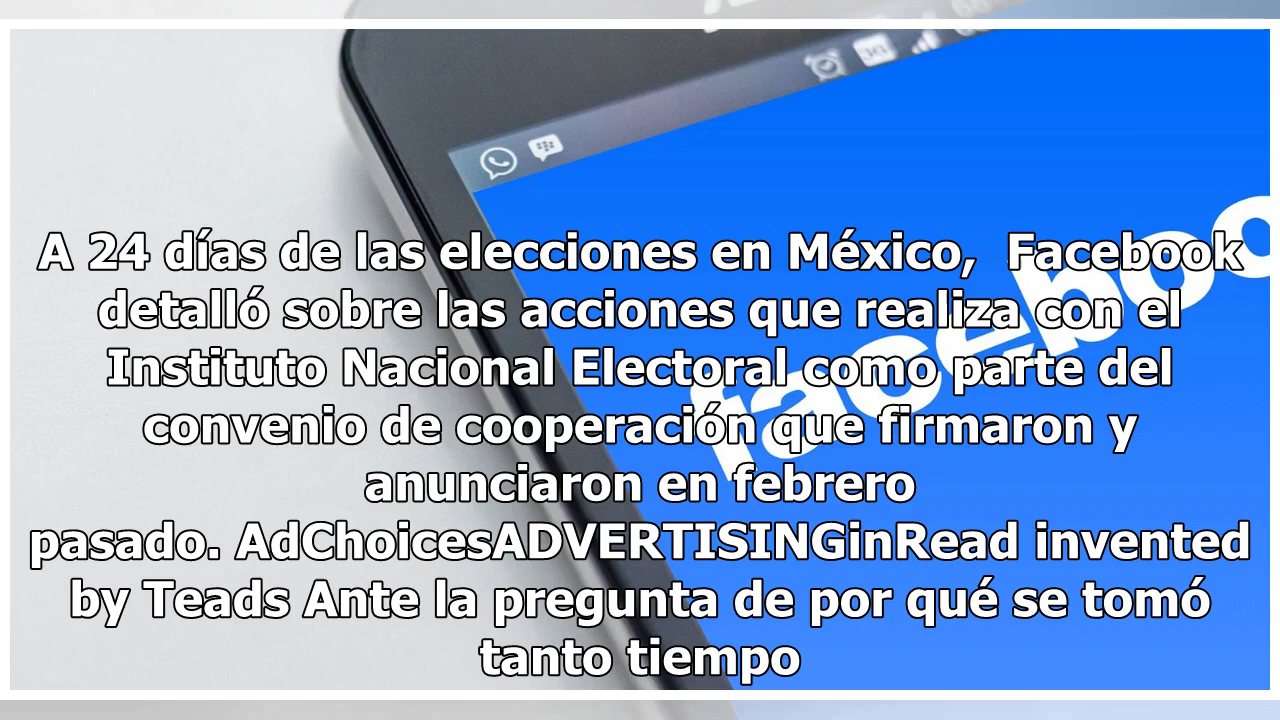 faceboo
A 24 días de las elecciones en México,  Facebook
detalló sobre las acciones que realiza con el
Instituto Nacional Electoral como parte del
convenio de cooperación que firmaron y
anunciaron en febrero
pasado. AdChoicesADVERTISINGinRead invented
by Teads Ante la pregunta de por qué se tomó
tanto tiempo